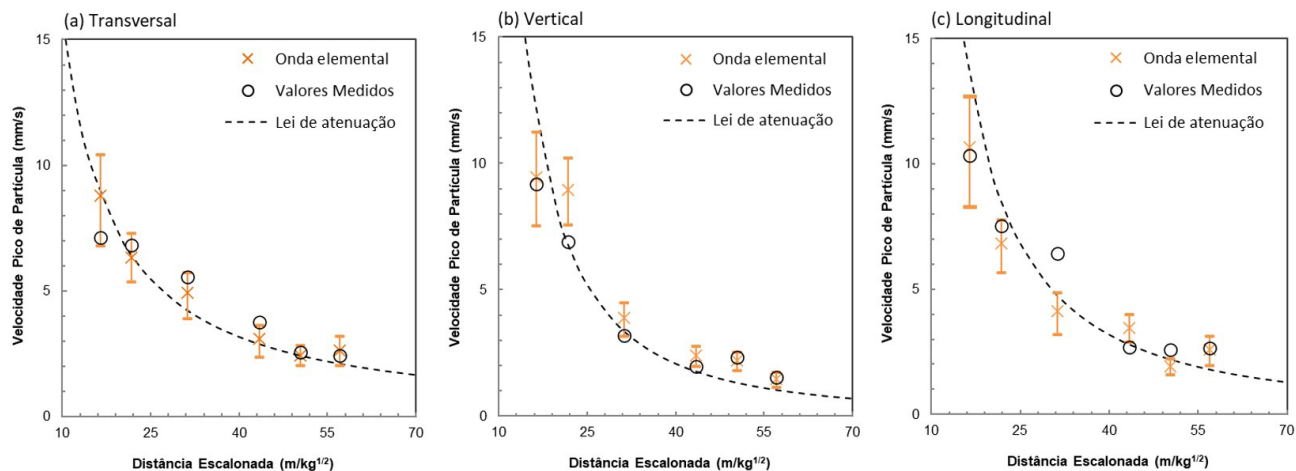 (a) Transversal
15
10
5
0
10
25
40
55
70
Velocidade Pico de Partícula (mm/s)
Distância Escalonada (m/kg1/2)
Onda elemental
Valores Medidos
Lei de atenuação
(b) Vertical
15
10
5
0
10
25
40
55
70
Velocidade Pico de Partícula (mm/s)
Distância Escalonada (m/kg1/2)
Onda elemental
Valores Medidos
Lei de atenuação
(c) Longitudinal
15
10
5
0
10
25
40
55
70
Velocidade Pico de Partícula (mm/s)
Distância Escalonada (m/kg1/2)
Onda elemental
Valores Medidos
Lei de atenuação